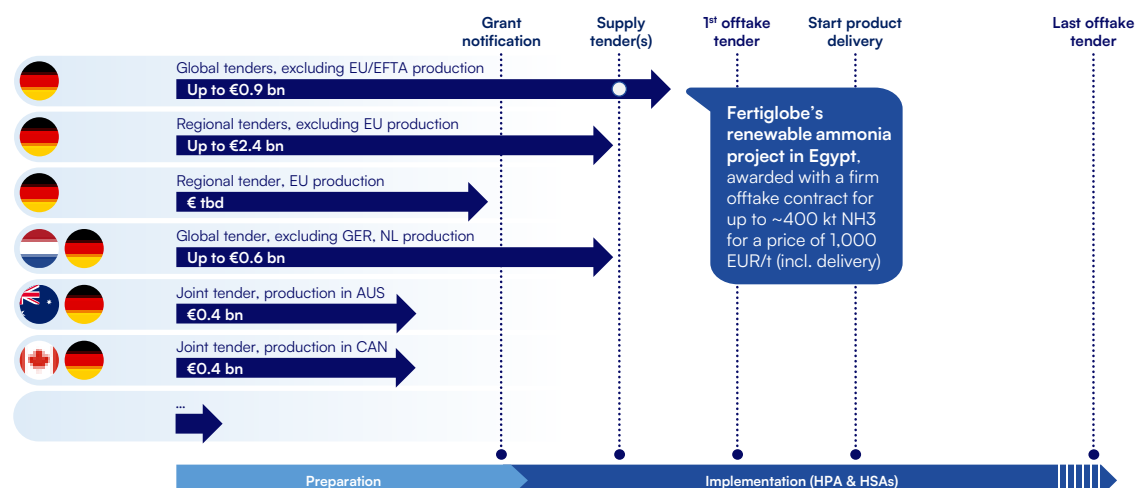 Grant
notification
Supply
tender(s)
1st offtake
tender
Start product
delivery
Last offtake
tender
Global tenders, excluding EU/EFTA production
Up to €0.9 bn
Regional tenders, excluding EU production
Up to €2.4 bn
Regional tender, EU production
€ tbd
Global tender, excluding GER, NL production
Up to €0.6 bn
Joint tender, production in AUS
€0.4 bn
Joint tender, production in CAN
€0.4 bn
...
Fertiglobe's
renewable ammonia
project in Egypt,
awarded with a firm
offtake contract for
up to ~400 kt NH3
for a price of 1,000
EUR/t (incl. delivery)
Preparation
Implementation (HPA & HSAs)